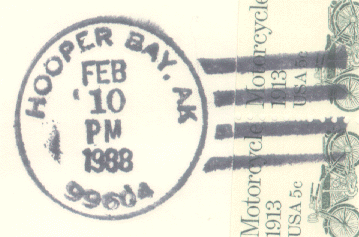 HOOPER BAY, AK
FEB
'10
PM
1988
99604
Motorcycle
1913
USA 5c
Motorcycle
1913
USA 5c